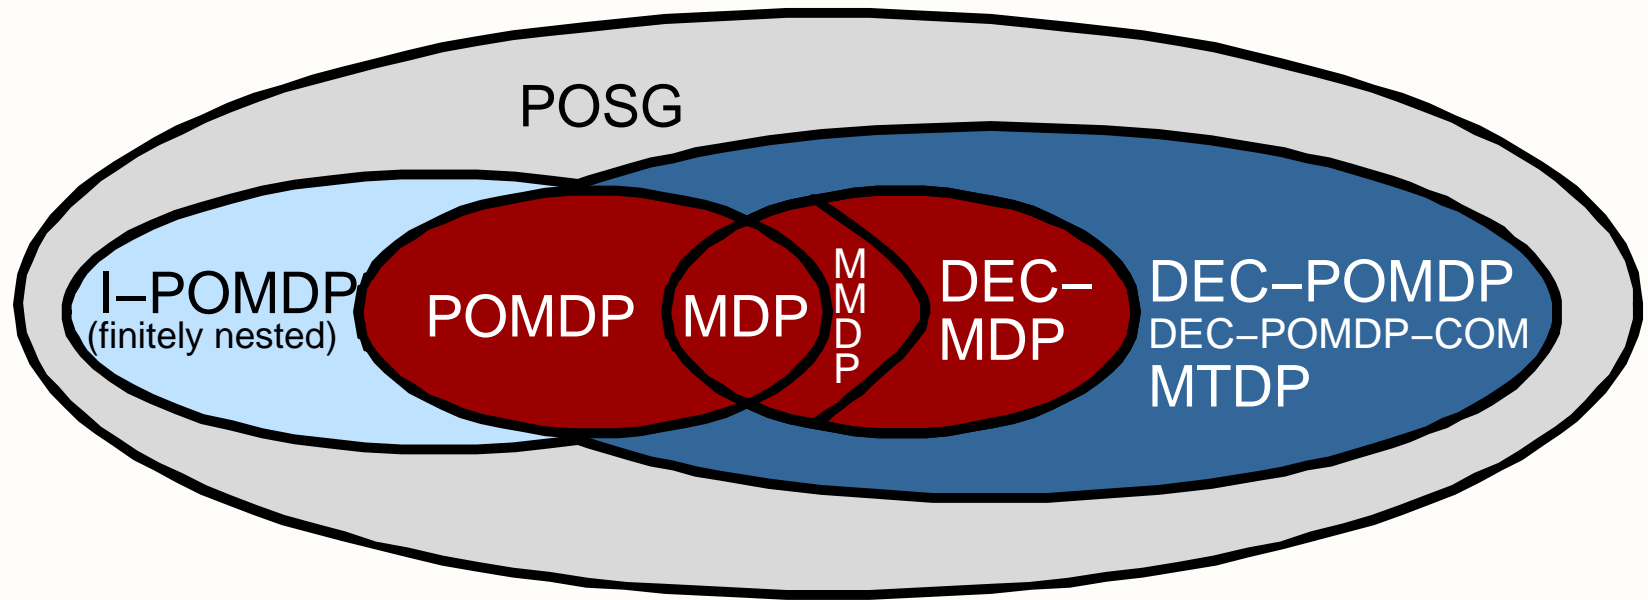 POSG
I–POMDP
(finitely nested)
POMDP
MDP
M
M
D
P
DEC–
MDP
DEC–POMDP
DEC–POMDP–COM
MTDP